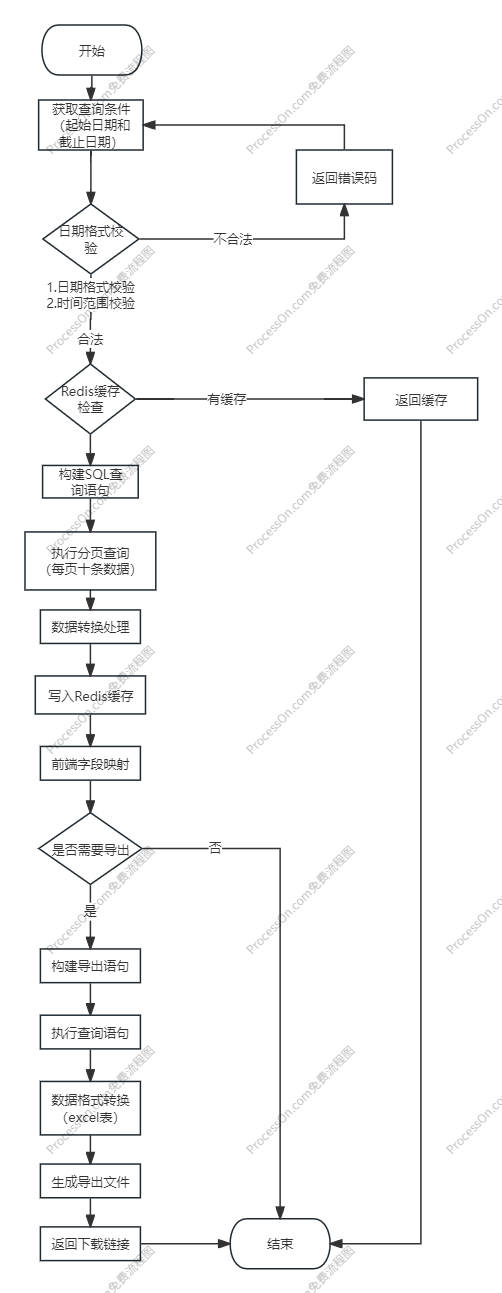 开始
获取查询条件
（起始日期和
截止日期）
返回错误码
日期格式校
验
不合法
1.日期格式校验
2.时间范围校验
合法
Redis缓存
检查
有缓存
返回缓存
构建SQL查
询语句
执行分页查询
（每页十条数据）
数据转换处理
写入Redis缓存
前端字段映射
是否需要导出
否
是
构建导出语句
执行查询语句
数据格式转换
（excel表）
生成导出文件
返回下载链接
结束
ProcessOn.com免费流程图